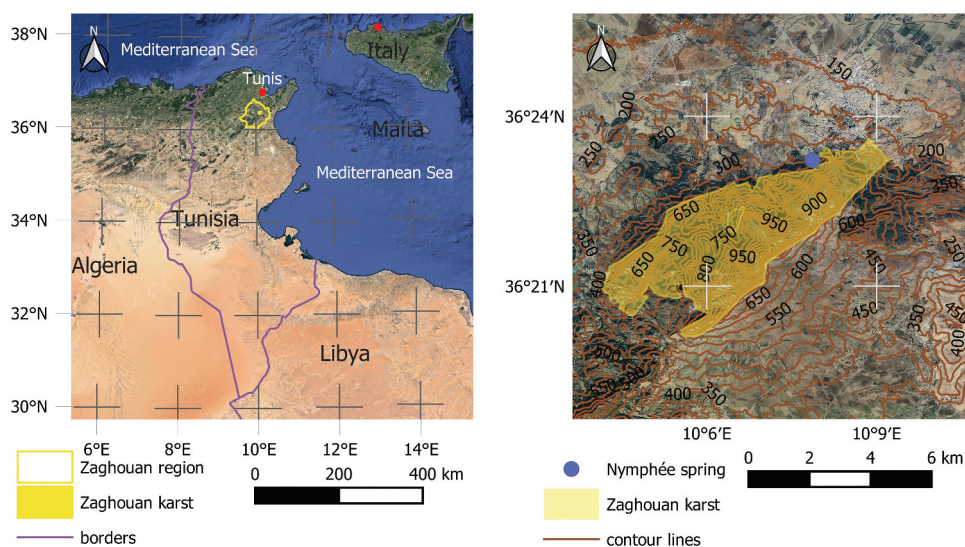 38°N
36°N
34°N
32°N
30°N
N
Mediterranean Sea
Italy
Tunis
Malta
Mediterranean Sea
Tunisia
Algeria
Libya
6°E 8°E 10°E 12°E 14°E
Zaghouan region
Zaghouan karst
borders
0 200 400 km
36°24'N
36°21'N
N
150
200
250
250
300
200
350
650
900
950
600
750
750
350
650
950
800
600
450
250
400
650
550
450
350
450
400
500
550
500
400
350
10°6'E 10°9'E
0 2 4 6 km
Nymphée spring
Zaghouan karst
contour lines